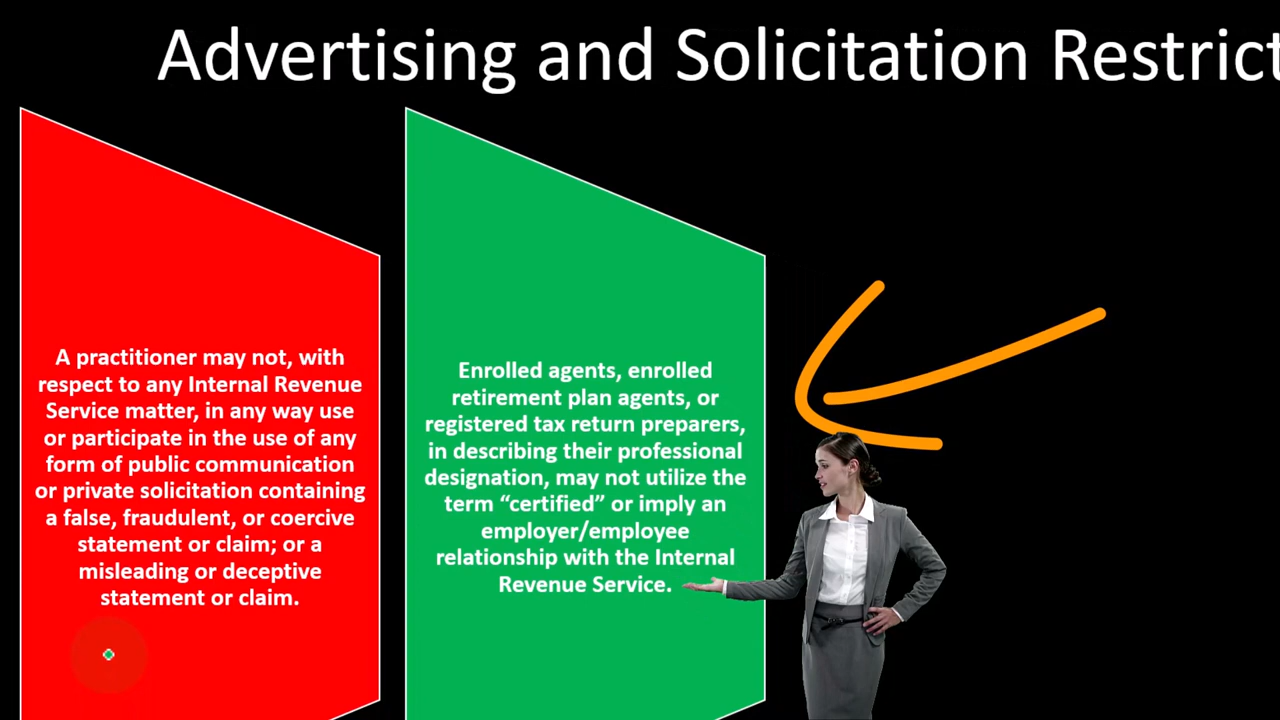 Advertising and Solicitation Restrict
A practitioner may not, with
respect to any Internal Revenue
Service matter, in any way use
or participate in the use of any
form of public communication
or private solicitation containing
a false, fraudulent, or coercive
statement or claim; or a
misleading or deceptive
statement or claim.
Enrolled agents, enrolled
retirement plan agents, or
registered tax return preparers,
in describing their professional
designation, may not utilize the
term “certified” or imply an
employer/employee
relationship with the Internal
Revenue Service.